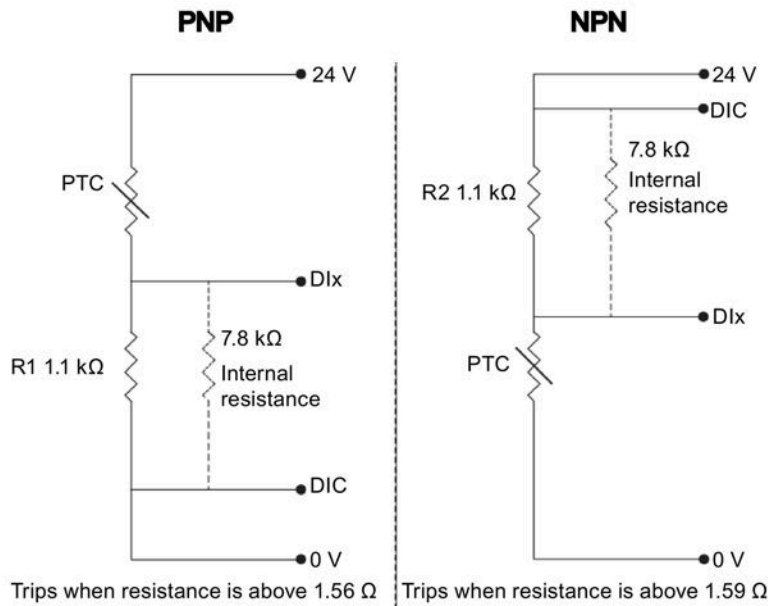 PNP
24 V
PTC
DIx
R1 1.1 kΩ
7.8 kΩ
Internal
resistance
DIC
0 V
Trips when resistance is above 1.56 Ω
NPN
24 V
DIC
7.8 kΩ
Internal
resistance
R2 1.1 kΩ
DIx
PTC
0 V
Trips when resistance is above 1.59 Ω